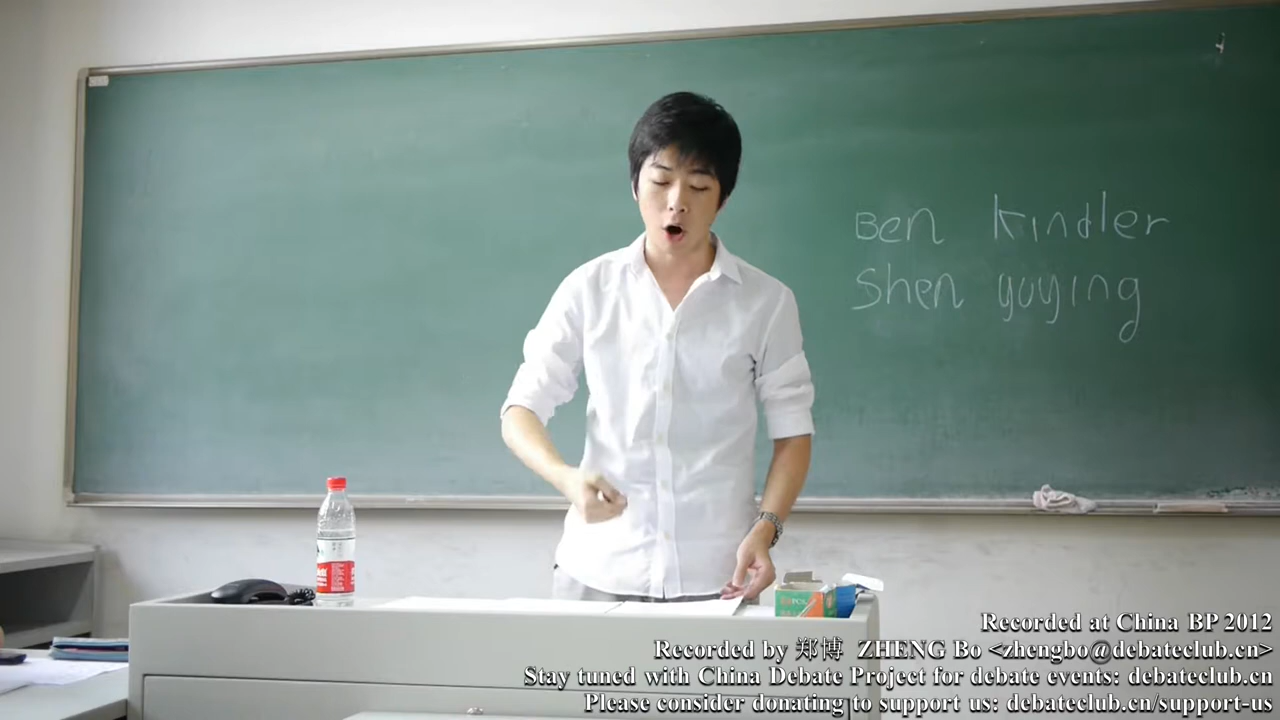 Ben Kindler
Shen yuying
Recorded at China BP 2012
Recorded by 郑博 ZHENG Bo <zhengbo@debateclub.cn>
Stay tuned with China Debate Project for debate events: debateclub.cn
Please consider donating to support us: debateclub.cn/support-us